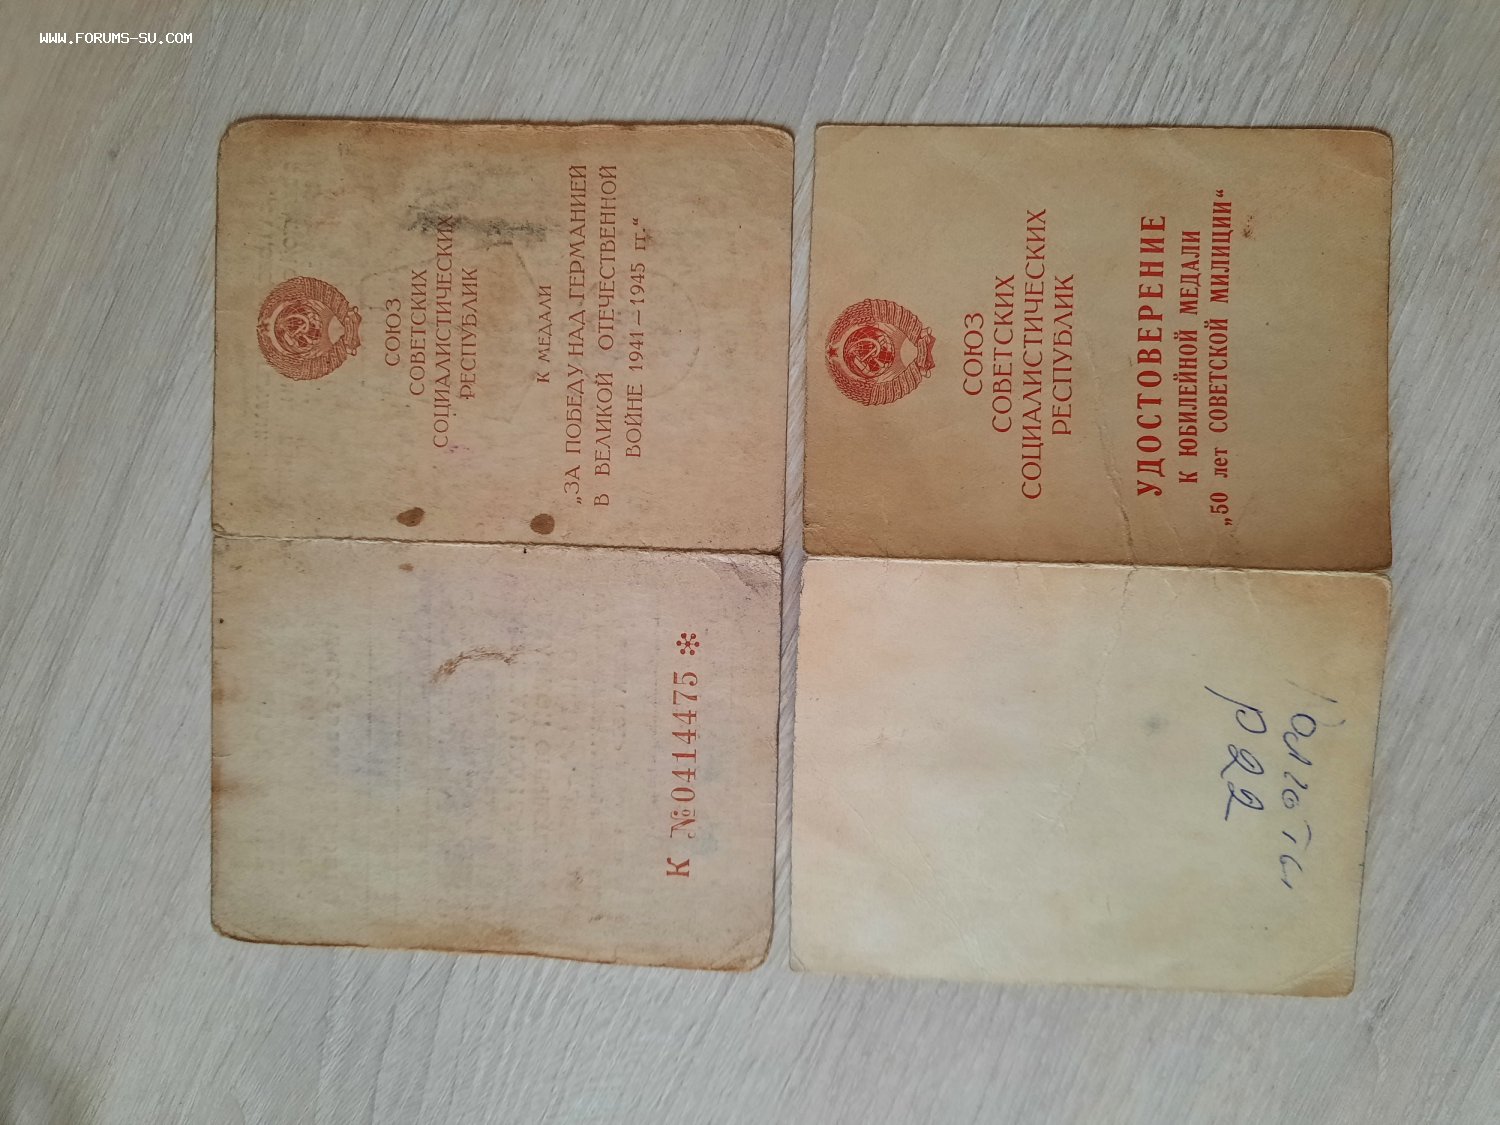 WWW.FORUMS-SU.COM
СОЮЗ
СОВЕТСКИХ
СОЦИАЛИСТИЧЕСКИХ
РЕСПУБЛИК
К МЕДАЛИ
„ЗА ПОБЕДУ НАД ГЕРМАНИЕЙ
В ВЕЛИКОЙ ОТЕЧЕСТВЕННОЙ
ВОЙНЕ 1941—1945 гг.“
К №0414475
СОЮЗ
СОВЕТСКИХ
СОЦИАЛИСТИЧЕСКИХ
РЕСПУБЛИК
УДОСТОВЕРЕНИЕ
К ЮБИЛЕЙНОЙ МЕДАЛИ
„50 лет СОВЕТСКОЙ МИЛИЦИИ“